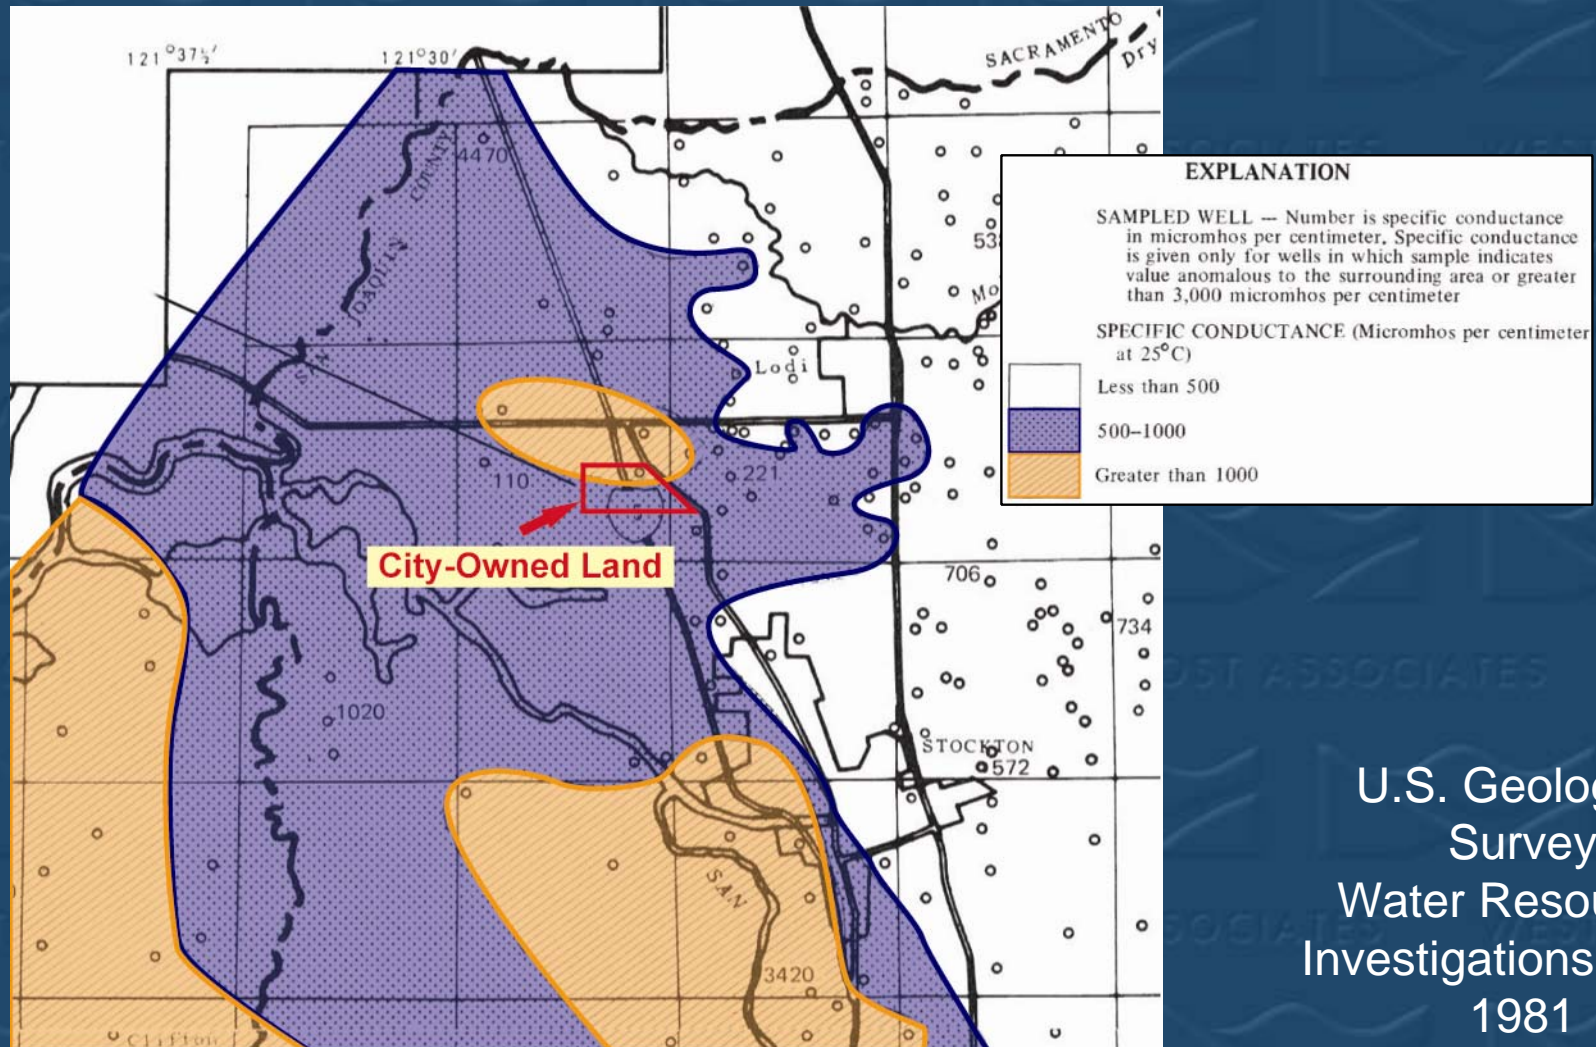 121°37½'
121°30'
SACRAMENTO
Dry
COUNTY
4470
JOAQUIN
SAN
538
Mo
Lodi
110
221
City-Owned Land
706
734
1020
STOCKTON
572
SAN
3420
Clifton
EXPLANATION
SAMPLED WELL — Number is specific conductance
in micromhos per centimeter. Specific conductance
is given only for wells in which sample indicates
value anomalous to the surrounding area or greater
than 3,000 micromhos per centimeter
SPECIFIC CONDUCTANCE (Micromhos per centimeter
at 25°C)
Less than 500
500–1000
Greater than 1000
U.S. Geolog
Survey
Water Resou
Investigations
1981